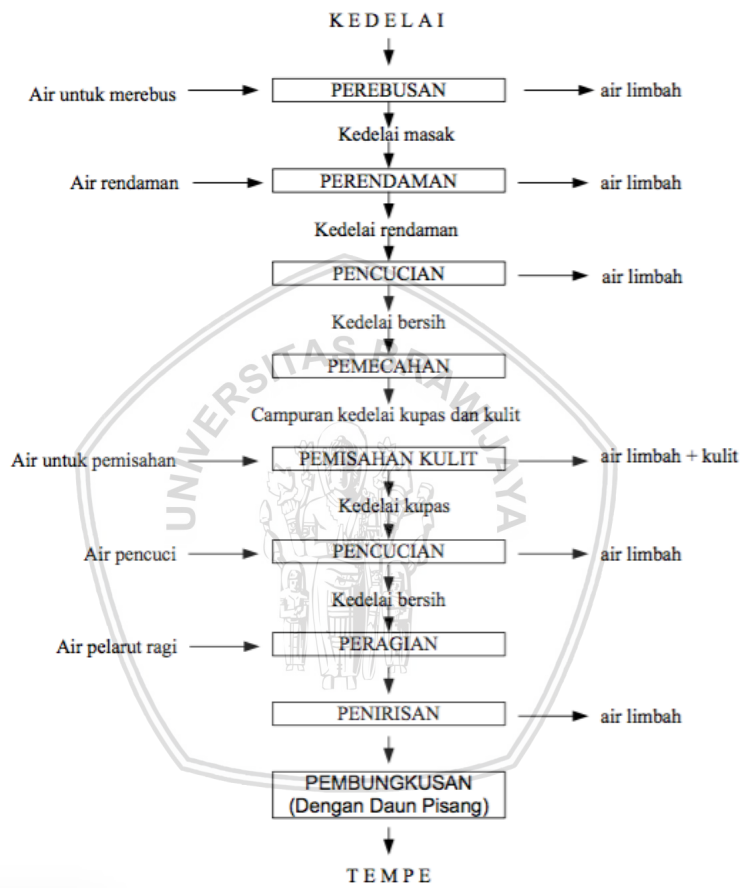 KEDELAI
Air untuk merebus
PEREBUSAN
air limbah
Kedelai masak
Air rendaman
PERENDAMAN
air limbah
Kedelai rendaman
PENCUCIAN
air limbah
Kedelai bersih
PEMECAHAN
Campuran kedelai kupas dan kulit
Air untuk pemisahan
PEMISAHAN KULIT
air limbah + kulit
Kedelai kupas
Air pencuci
PENCUCIAN
air limbah
Kedelai bersih
Air pelarut ragi
PERAGIAN
PENIRISAN
air limbah
PEMBUNGKUSAN
(Dengan Daun Pisang)
TEMPE
UNIVERSITAS BRAWIJAYA